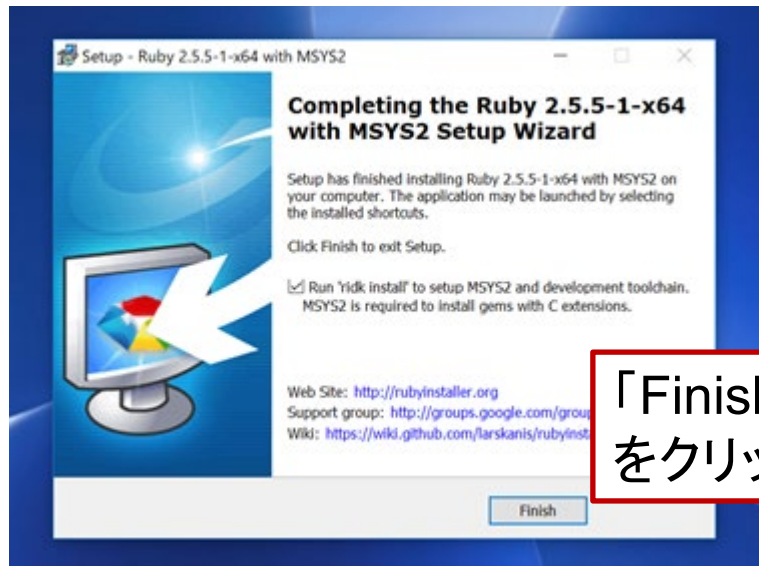 Setup - Ruby 2.5.5-1-x64 with MSYS2
Completing the Ruby 2.5.5-1-x64
with MSYS2 Setup Wizard
Setup has finished installing Ruby 2.5.5-1-x64 with MSYS2 on
your computer. The application may be launched by selecting
the installed shortcuts.
Click Finish to exit Setup.
Run 'ridk install' to setup MSYS2 and development toolchain.
MSYS2 is required to install gems with C extensions.
Web Site: http://rubyinstaller.org
Support group: http://groups.google.com/group
Wiki: https://wiki.github.com/larskanis/rubyinst
「Finish
をクリッ
Finish